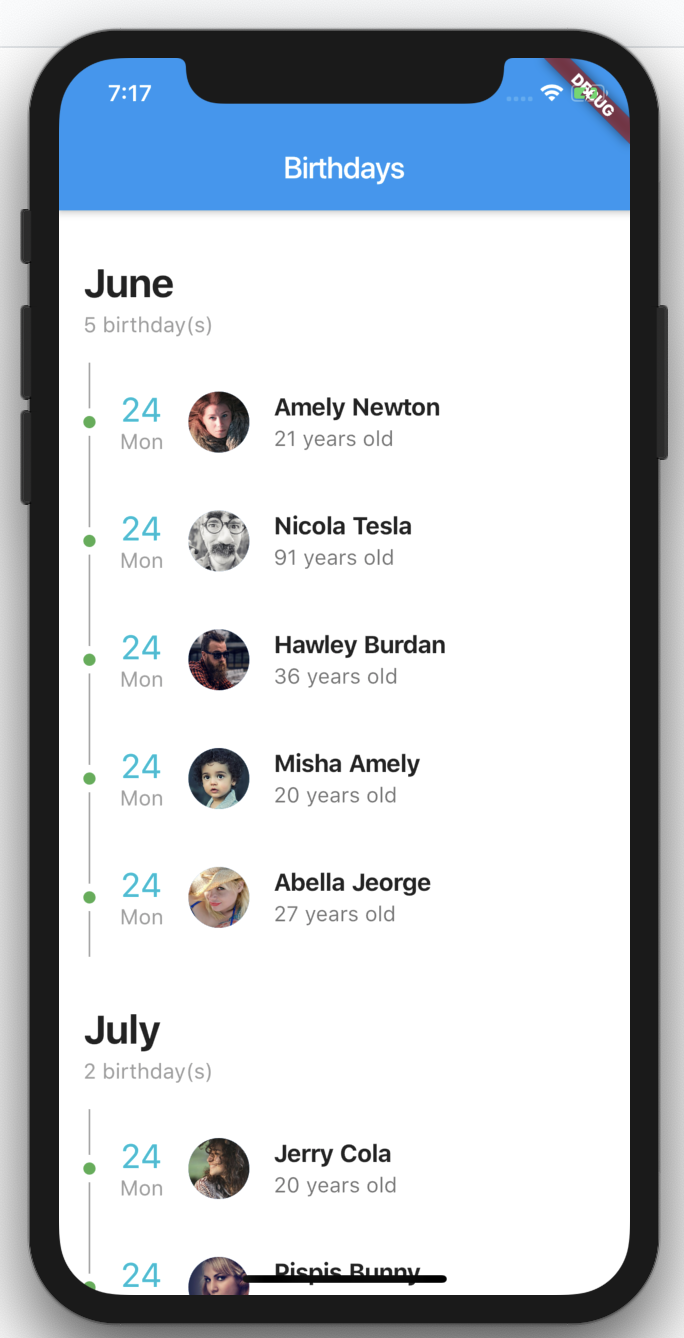 7:17
DEBUG
Birthdays
June
5 birthday(s)
24
Mon
Amely Newton
21 years old
24
Mon
Nicola Tesla
91 years old
24
Mon
Hawley Burdan
36 years old
24
Mon
Misha Amely
20 years old
24
Mon
Abella Jeorge
27 years old
July
2 birthday(s)
24
Mon
Jerry Cola
20 years old
24
Pispis Bunny